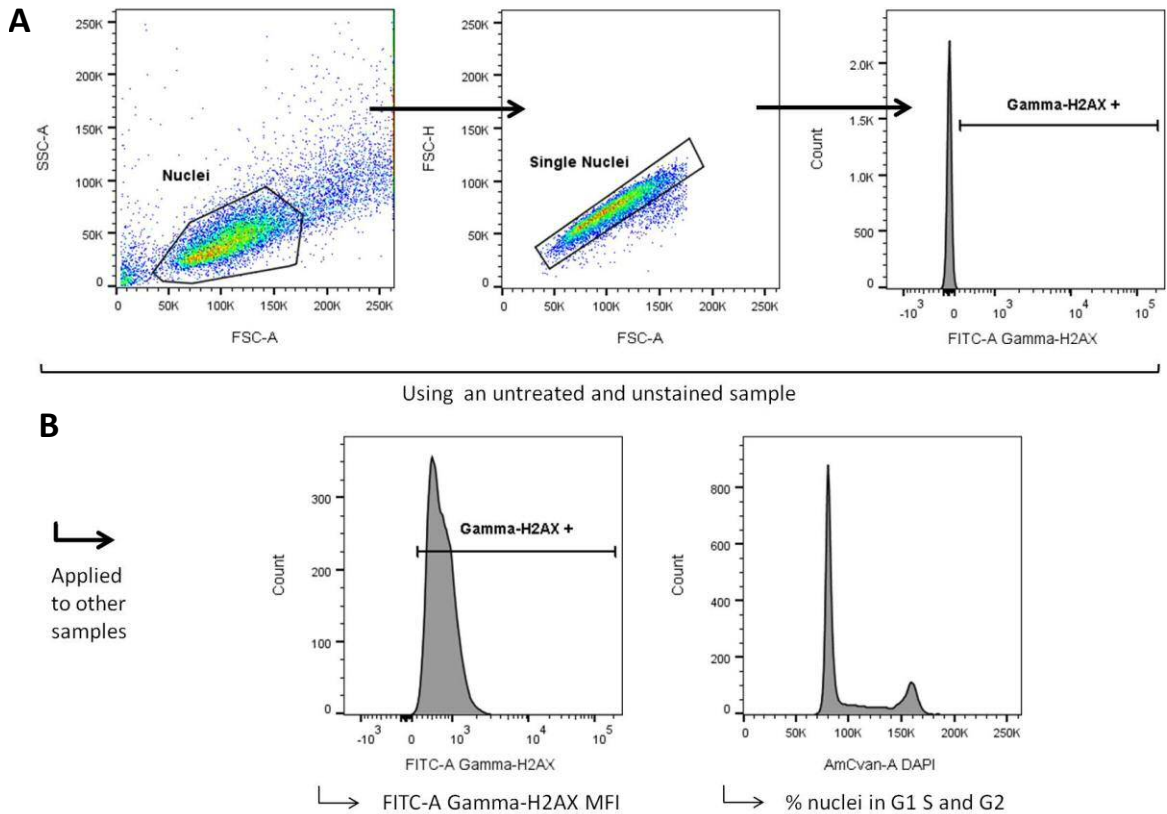 A
250K
200K
150K
100K
50K
0
SSC-A
Nuclei
0 50K 100K 150K 200K 250K
FSC-A
250K
200K
150K
100K
50K
0
FSC-H
Single Nuclei
0 50K 100K 150K 200K 250K
FSC-A
2.0K
1.5K
1.0K
500
0
Count
Gamma-H2AX +
-10^3 0 10^3 10^4 10^5
FITC-A Gamma-H2AX
Using an untreated and unstained sample
B
Applied
to other
samples
300
200
100
0
Count
Gamma-H2AX +
-10^3 0 10^3 10^4 10^5
FITC-A Gamma-H2AX
FITC-A Gamma-H2AX MFI
800
600
400
200
0
Count
0 50K 100K 150K 200K 250K
AmCvan-A DAPI
% nuclei in G1 S and G2